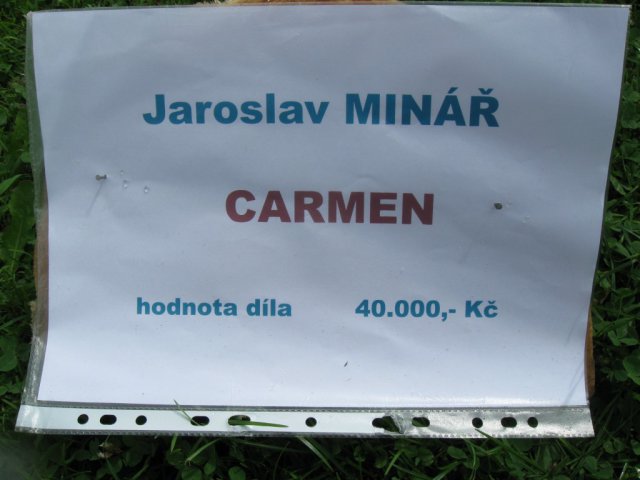 Jaroslav MINÁŘ
CARMEN
hodnota díla 40.000,- Kč